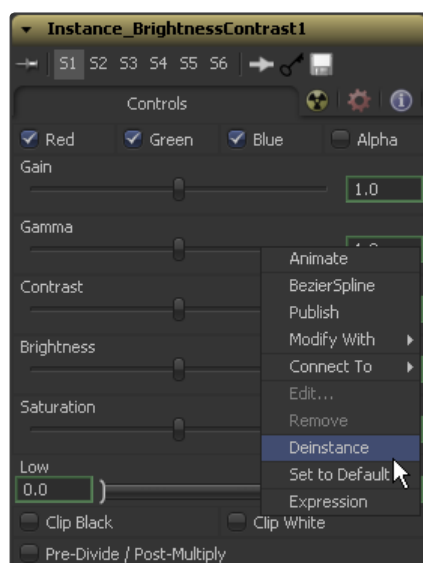 Instance_BrightnessContrast1
S1 S2 S3 S4 S5 S6
Controls
Red Green Blue Alpha
Gain
1.0
Gamma
Animate
Contrast
BezierSpline
Publish
Brightness
Modify With
Connect To
Edit...
Saturation
Remove
Deinstance
Low
Set to Default
0.0
Expression
Clip Black Clip White
Pre-Divide / Post-Multiply